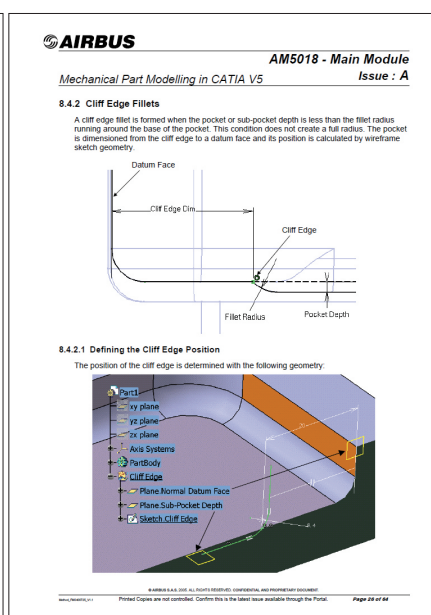 AIRBUS
AM5018 - Main Module
Mechanical Part Modelling in CATIA V5
Issue : A
8.4.2 Cliff Edge Fillets
A cliff edge fillet is formed when the pocket or sub-pocket depth is less than the fillet radius
running around the base of the pocket. This condition does not create a full radius. The pocket
is dimensioned from the cliff edge to a datum face and its position is calculated by wireframe
sketch geometry.
Datum Face
Cliff Edge Dim
Cliff Edge
Fillet Radius
Pocket Depth
8.4.2.1 Defining the Cliff Edge Position
The position of the cliff edge is determined with the following geometry:
Part1
xy plane
yz plane
zx plane
Axis Systems
PartBody
Cliff Edge
Plane.Normal Datum Face
Plane.Sub-Pocket Depth
Sketch.Cliff Edge
© AIRBUS S.A.S. 2005. ALL RIGHTS RESERVED. CONFIDENTIAL AND PROPRIETARY DOCUMENT.
Printed Copies are not controlled. Confirm this is the latest issue available through the Portal.
Page 26 of 64